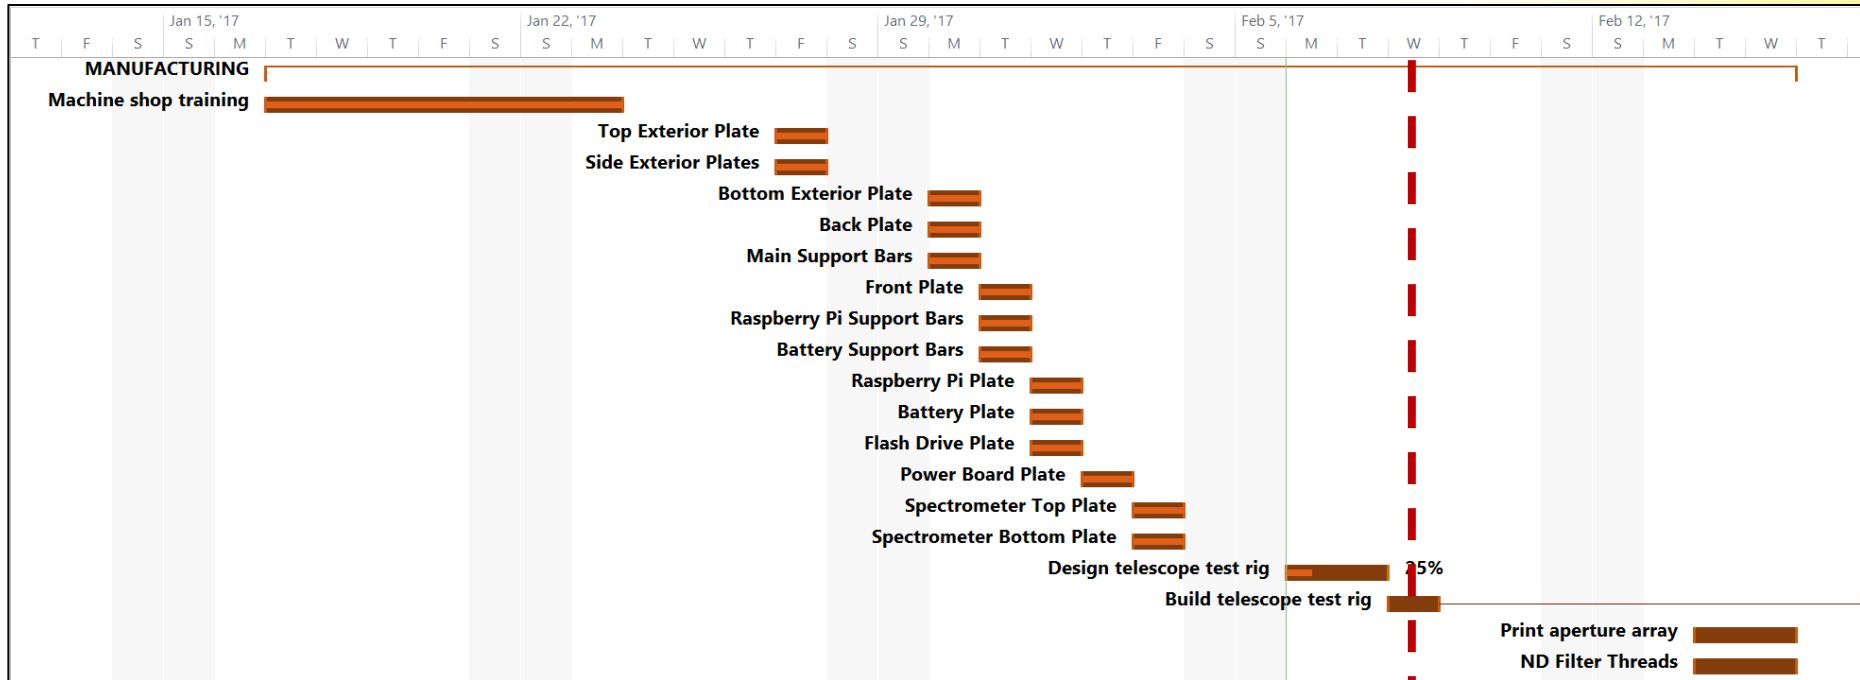 Jan 15, '17 Jan 22, '17 Jan 29, '17 Feb 5, '17 Feb 12, '17
T F S S M T W T F S S M T W T F S S M T W T F S S M T W T F S S M T W T
MANUFACTURING
Machine shop training
Top Exterior Plate
Side Exterior Plates
Bottom Exterior Plate
Back Plate
Main Support Bars
Front Plate
Raspberry Pi Support Bars
Battery Support Bars
Raspberry Pi Plate
Battery Plate
Flash Drive Plate
Power Board Plate
Spectrometer Top Plate
Spectrometer Bottom Plate
Design telescope test rig 25%
Build telescope test rig
Print aperture array
ND Filter Threads